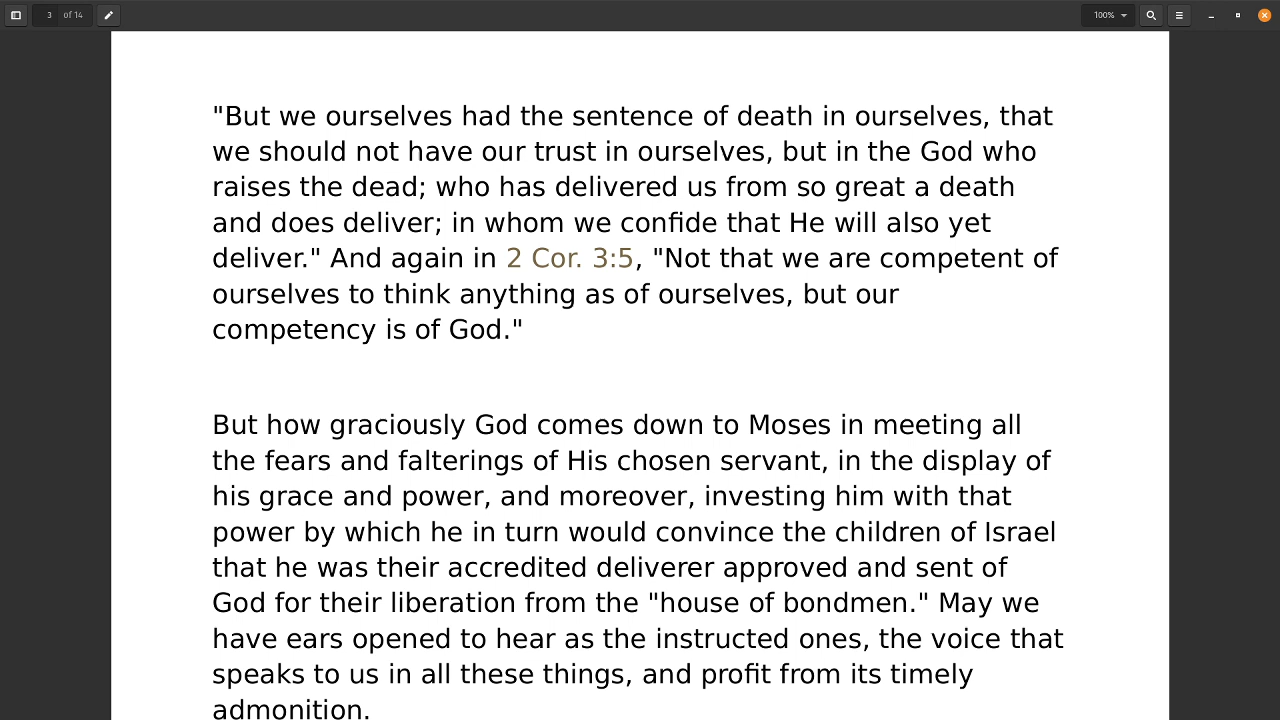 3 of 14
100%
"But we ourselves had the sentence of death in ourselves, that
we should not have our trust in ourselves, but in the God who
raises the dead; who has delivered us from so great a death
and does deliver; in whom we confide that He will also yet
deliver." And again in 2 Cor. 3:5, "Not that we are competent of
ourselves to think anything as of ourselves, but our
competency is of God."
But how graciously God comes down to Moses in meeting all
the fears and falterings of His chosen servant, in the display of
his grace and power, and moreover, investing him with that
power by which he in turn would convince the children of Israel
that he was their accredited deliverer approved and sent of
God for their liberation from the "house of bondmen." May we
have ears opened to hear as the instructed ones, the voice that
speaks to us in all these things, and profit from its timely
admonition.